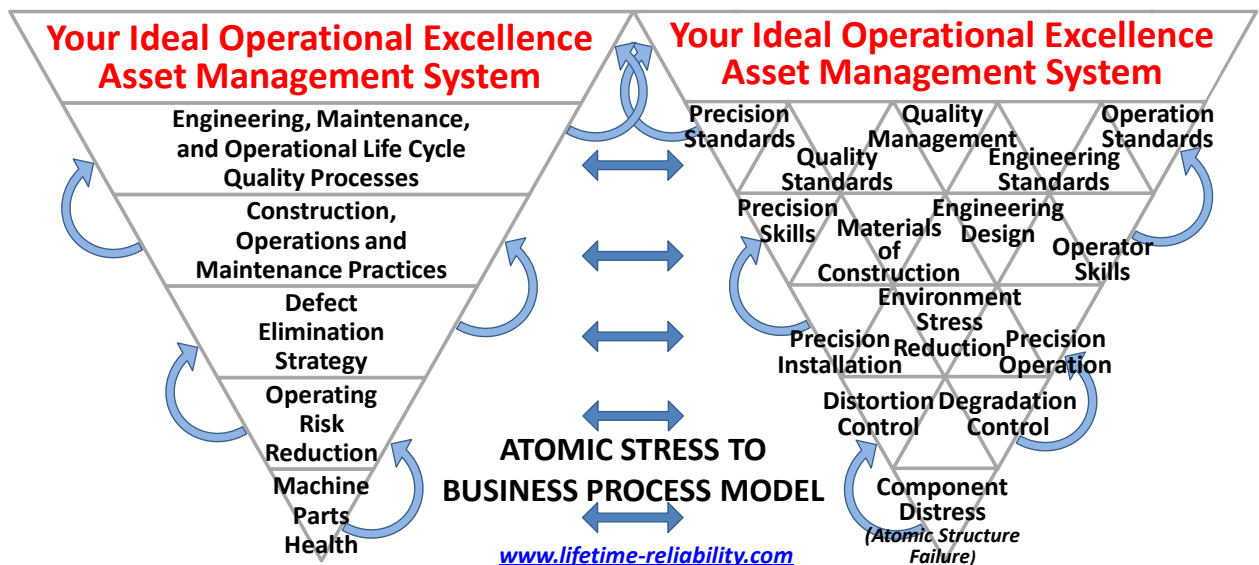 Your Ideal Operational Excellence
Asset Management System
Engineering, Maintenance,
and Operational Life Cycle
Quality Processes
Construction,
Operations and
Maintenance Practices
Defect
Elimination
Strategy
Operating
Risk
Reduction
Machine
Parts
Health
ATOMIC STRESS TO
BUSINESS PROCESS MODEL
www.lifetime-reliability.com
Your Ideal Operational Excellence
Asset Management System
Precision
Standards
Quality
Standards
Quality
Management
Engineering
Standards
Operation
Standards
Precision
Skills
Materials
of
Construction
Engineering
Design
Operator
Skills
Precision
Installation
Environment
Stress
Reduction
Precision
Operation
Distortion
Control
Degradation
Control
Component
Distress
(Atomic Structure
Failure)